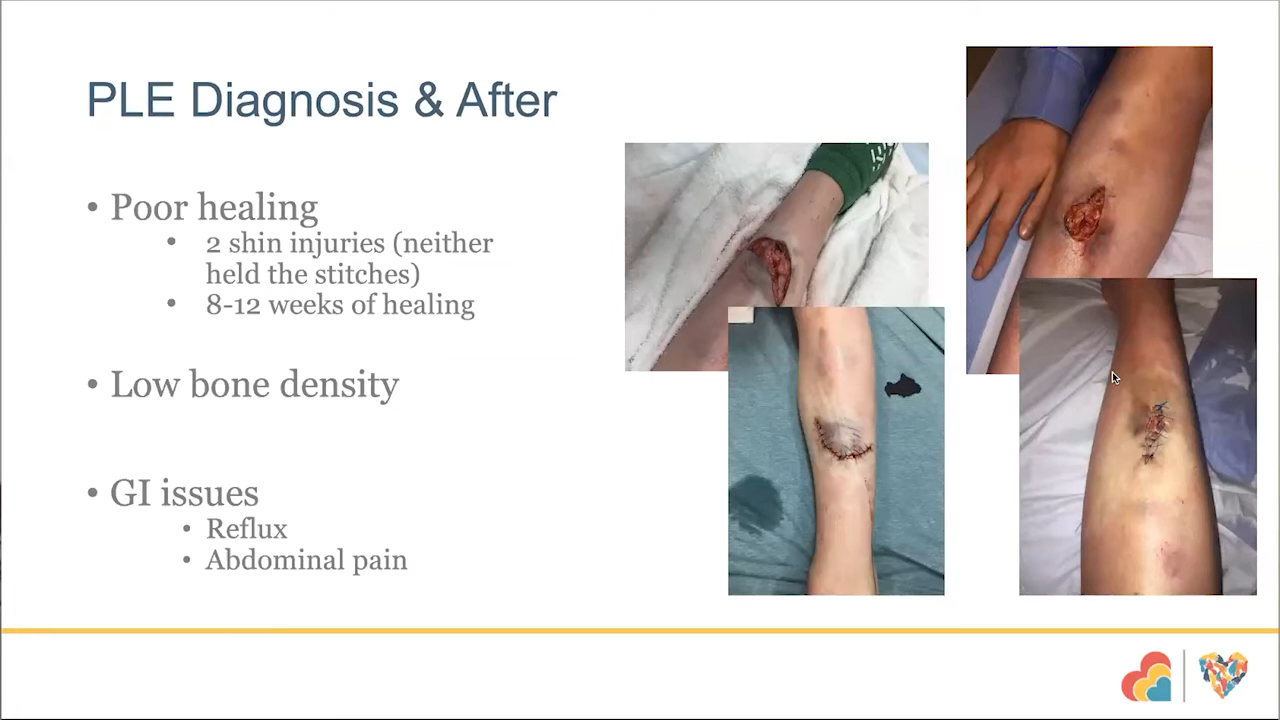 PLE Diagnosis & After
• Poor healing
• 2 shin injuries (neither
held the stitches)
• 8-12 weeks of healing
• Low bone density
• GI issues
• Reflux
• Abdominal pain